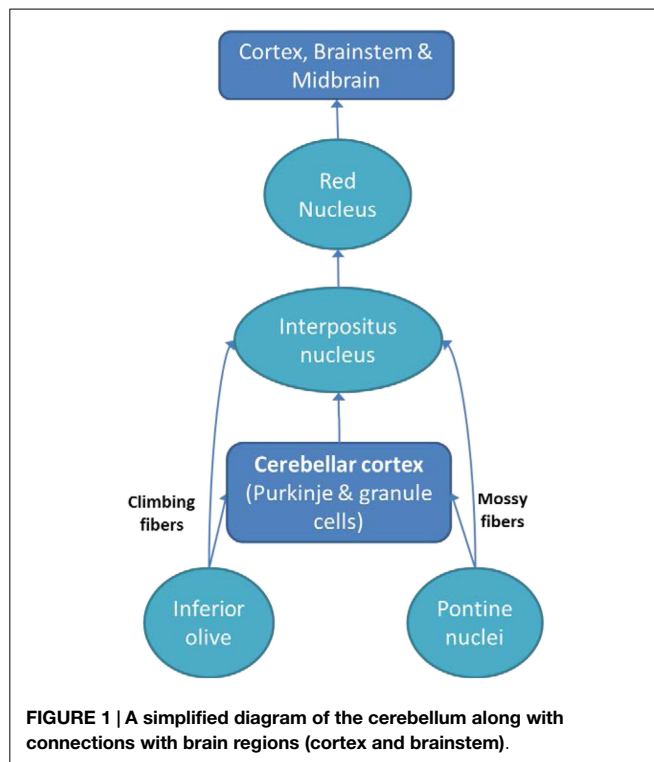 Cortex, Brainstem &
Midbrain
Red
Nucleus
Interpositus
nucleus
Cerebellar cortex
(Purkinje & granule
cells)
Climbing
fibers
Mossy
fibers
Inferior
olive
Pontine
nuclei
FIGURE 1 | A simplified diagram of the cerebellum along with
connections with brain regions (cortex and brainstem).